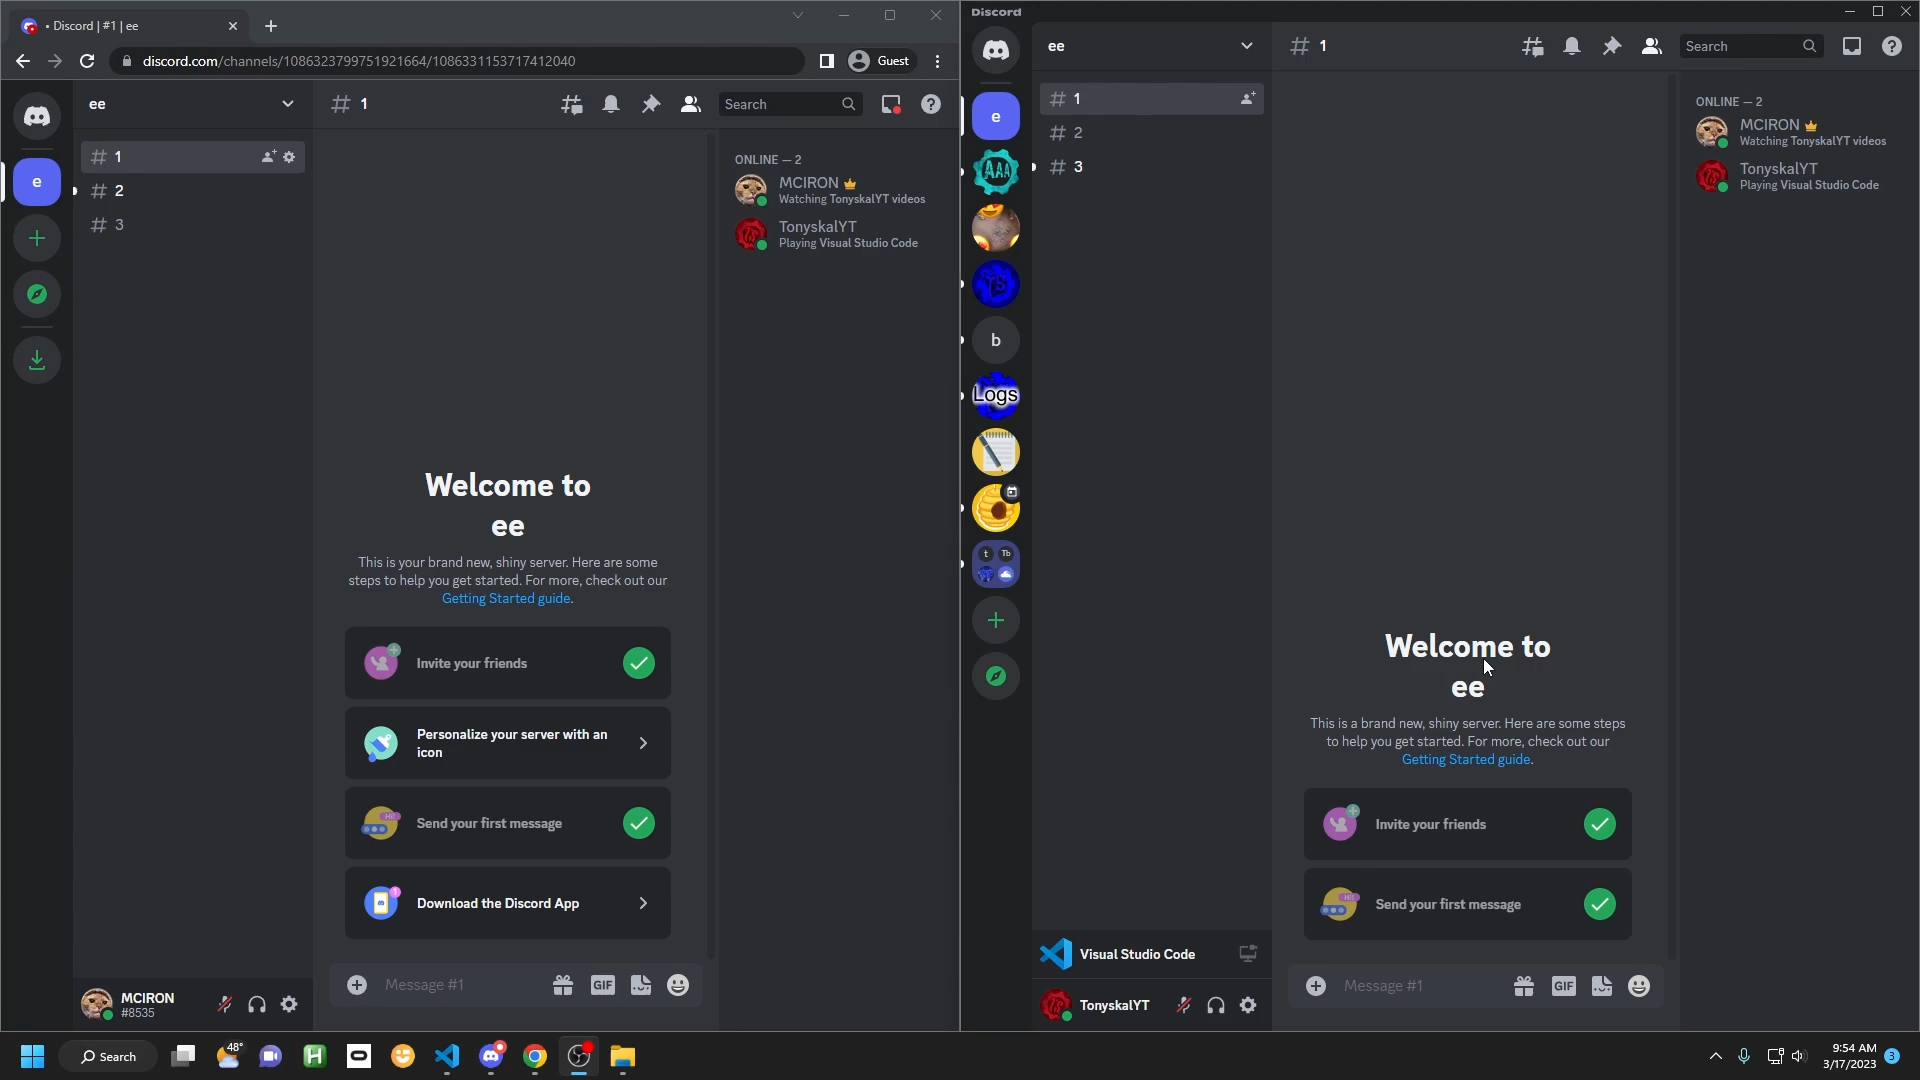 • Discord | #1 | ee
discord.com/channels/1086323799751921664/1086331153717412040
Guest
ee
1
Search
1
2
3
ONLINE — 2
MCIRON
Watching TonyskalYT videos
TonyskalYT
Playing Visual Studio Code
e
Welcome to
ee
This is your brand new, shiny server. Here are some
steps to help you get started. For more, check out our
Getting Started guide.
Invite your friends
Personalize your server with an
icon
Send your first message
Download the Discord App
Message #1
GIF
MCIRON
#8535
Discord
ee
1
Search
1
2
3
ONLINE — 2
MCIRON
Watching TonyskalYT videos
TonyskalYT
Playing Visual Studio Code
e
AAA
TS
b
Logs
t
Tb
Welcome to
ee
This is a brand new, shiny server. Here are some steps
to help you get started. For more, check out our
Getting Started guide.
Invite your friends
Send your first message
Visual Studio Code
TonyskalYT
Message #1
GIF
Search
48°
H
9:54 AM
3/17/2023
3